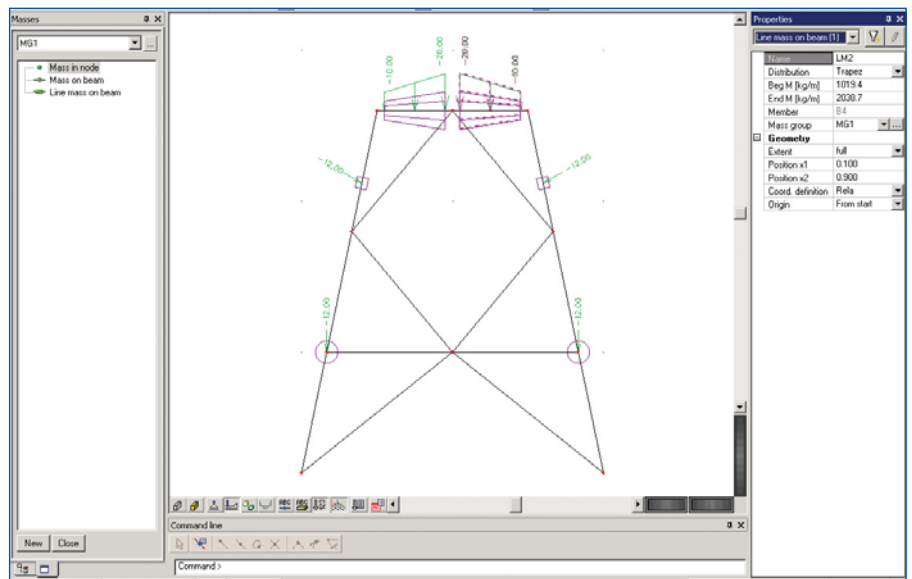 Masses
MG1
...
Mass in node
Mass on beam
Line mass on beam
New Close
-10.00
-20.00
-20.00
-10.00
-12.00
-12.00
-12.00
-12.00
Command line
Command >
Properties
Line mass on beam (1)
Name LM2
Distribution Trapez
Beg M [kg/m] 1019.4
End M [kg/m] 2038.7
Member B4
Mass group MG1 ...
Geometry
Extent full
Position x1 0.100
Position x2 0.900
Coord. definition Rela
Origin From start